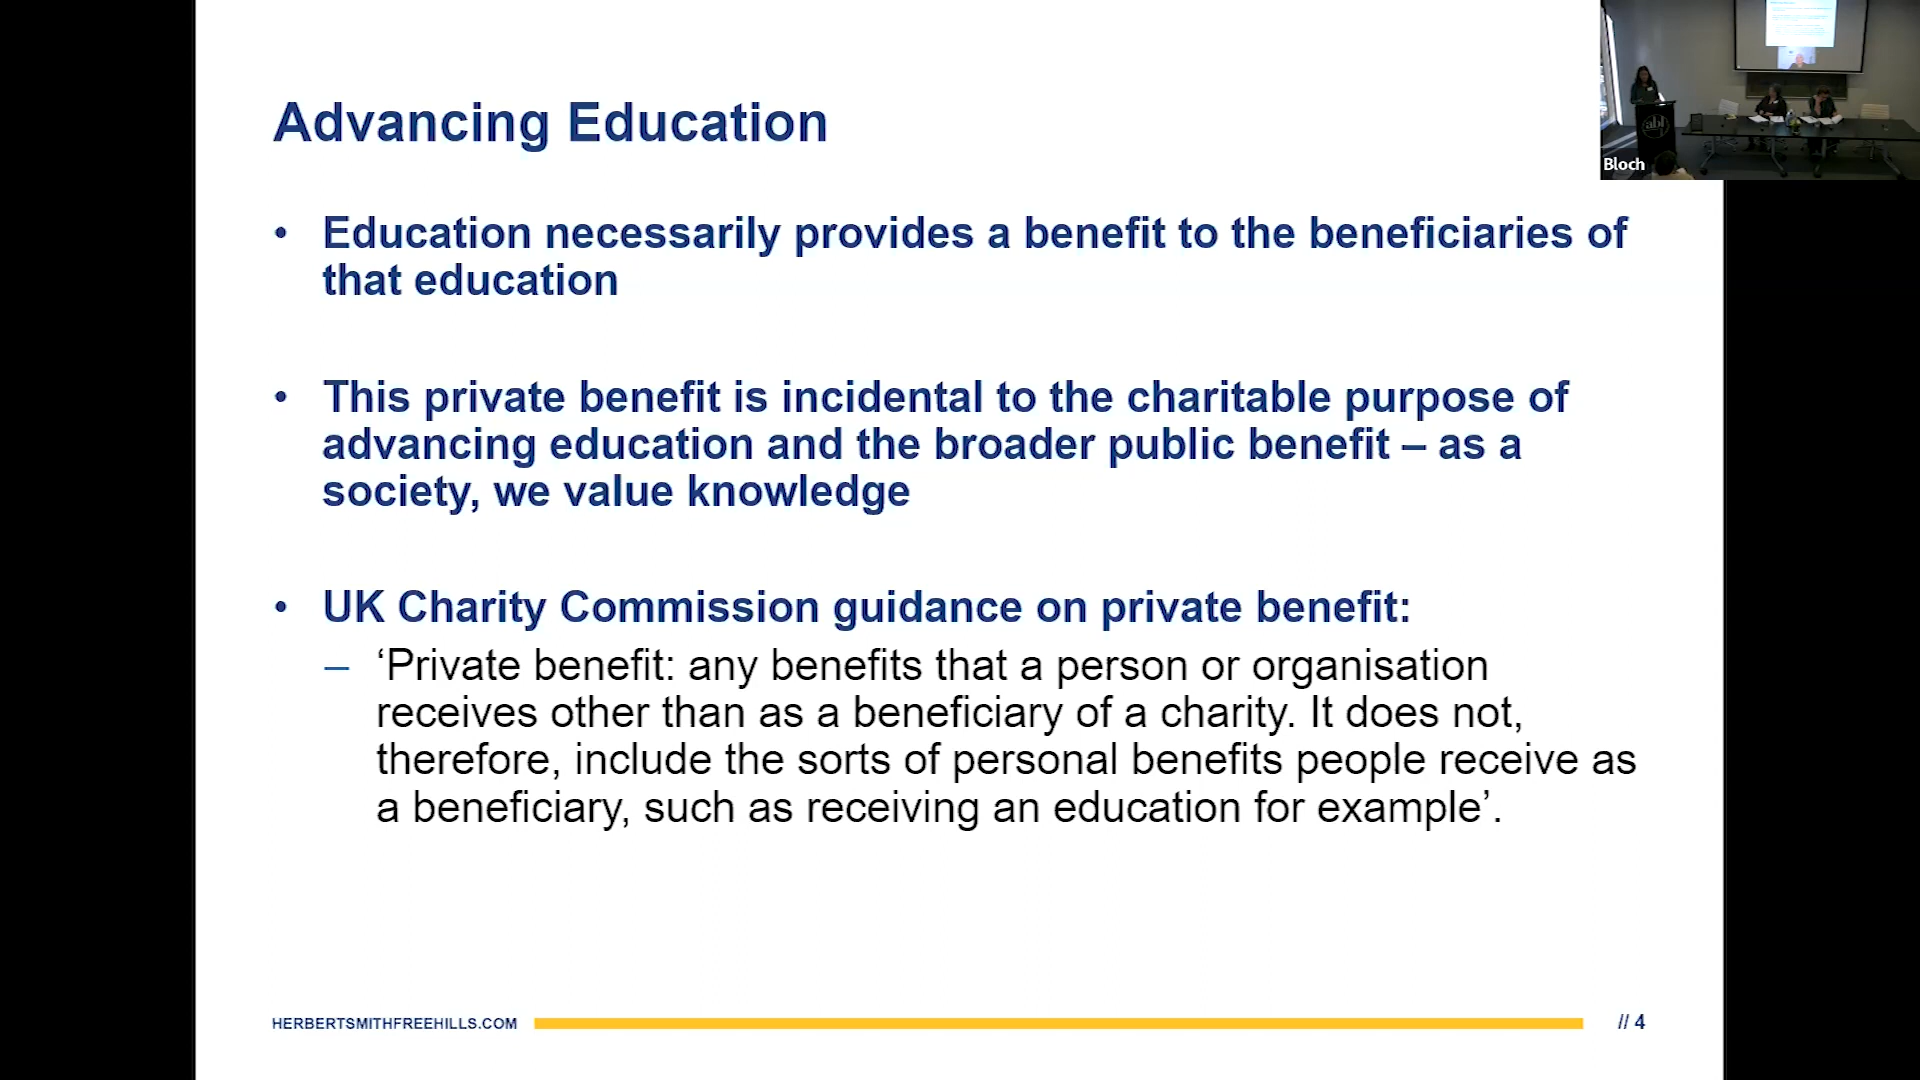 Advancing Education
• Education necessarily provides a benefit to the beneficiaries of
that education
• This private benefit is incidental to the charitable purpose of
advancing education and the broader public benefit – as a
society, we value knowledge
• UK Charity Commission guidance on private benefit:
– ‘Private benefit: any benefits that a person or organisation
receives other than as a beneficiary of a charity. It does not,
therefore, include the sorts of personal benefits people receive as
a beneficiary, such as receiving an education for example’.
HERBERTSMITHFREEHILLS.COM
// 4
abl
Bloch